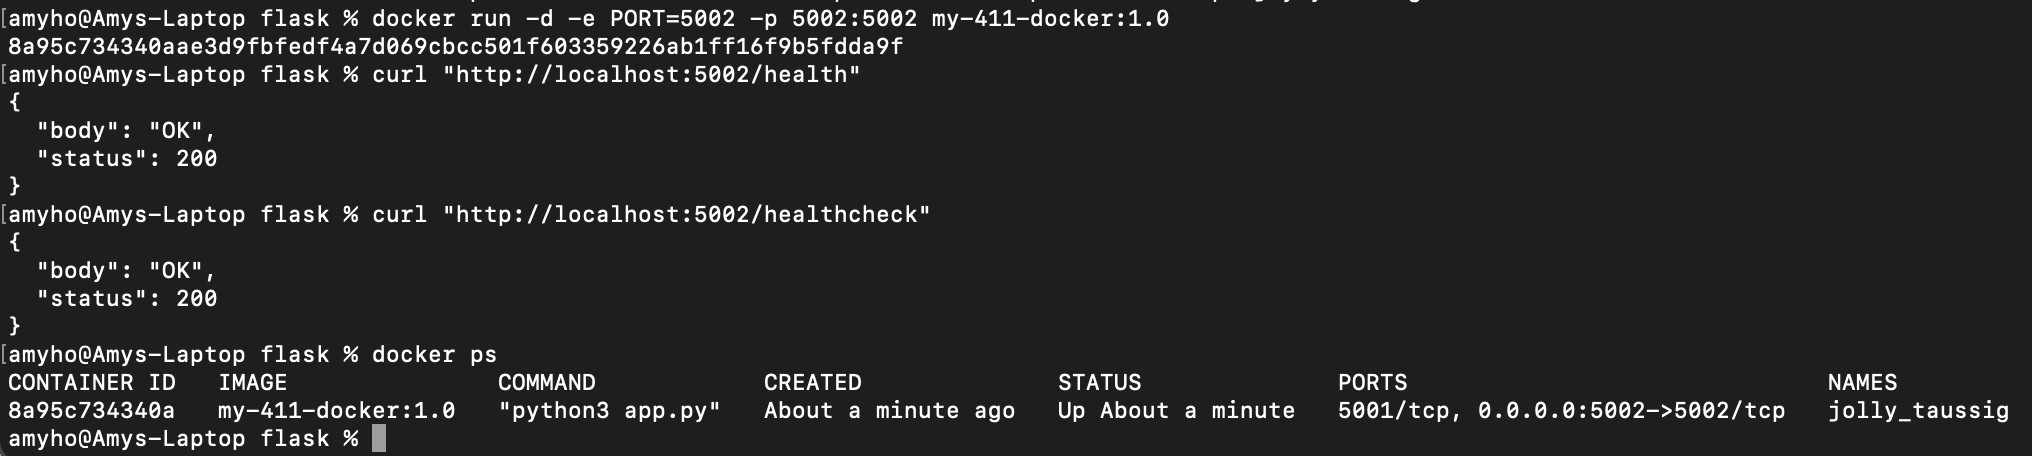 [amyho@Amys-Laptop flask % docker run -d -e PORT=5002 -p 5002:5002 my-411-docker:1.0
8a95c734340aae3d9fbfedf4a7d069cbcc501f603359226ab1ff16f9b5fdda9f
[amyho@Amys-Laptop flask % curl "http://localhost:5002/health"
{
  "body": "OK",
  "status": 200
}
[amyho@Amys-Laptop flask % curl "http://localhost:5002/healthcheck"
{
  "body": "OK",
  "status": 200
}
[amyho@Amys-Laptop flask % docker ps
CONTAINER ID   IMAGE               COMMAND            CREATED              STATUS              PORTS                              NAMES
8a95c734340a   my-411-docker:1.0   "python3 app.py"   About a minute ago   Up About a minute   5001/tcp, 0.0.0.0:5002->5002/tcp   jolly_taussig
amyho@Amys-Laptop flask %